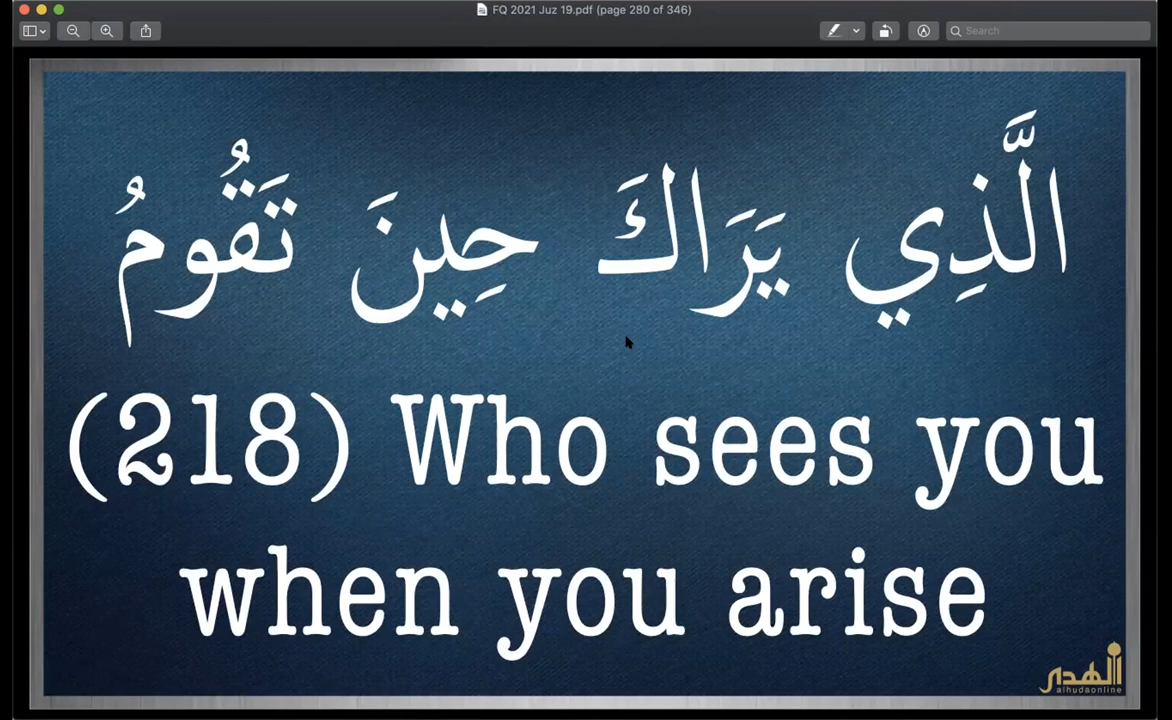 FQ 2021 Juz 19.pdf (page 280 of 346)
Search
الَّذِي يَرَاكَ حِينَ تَقُومُ
(218) Who sees you
when you arise
الهدى
alhudaonline